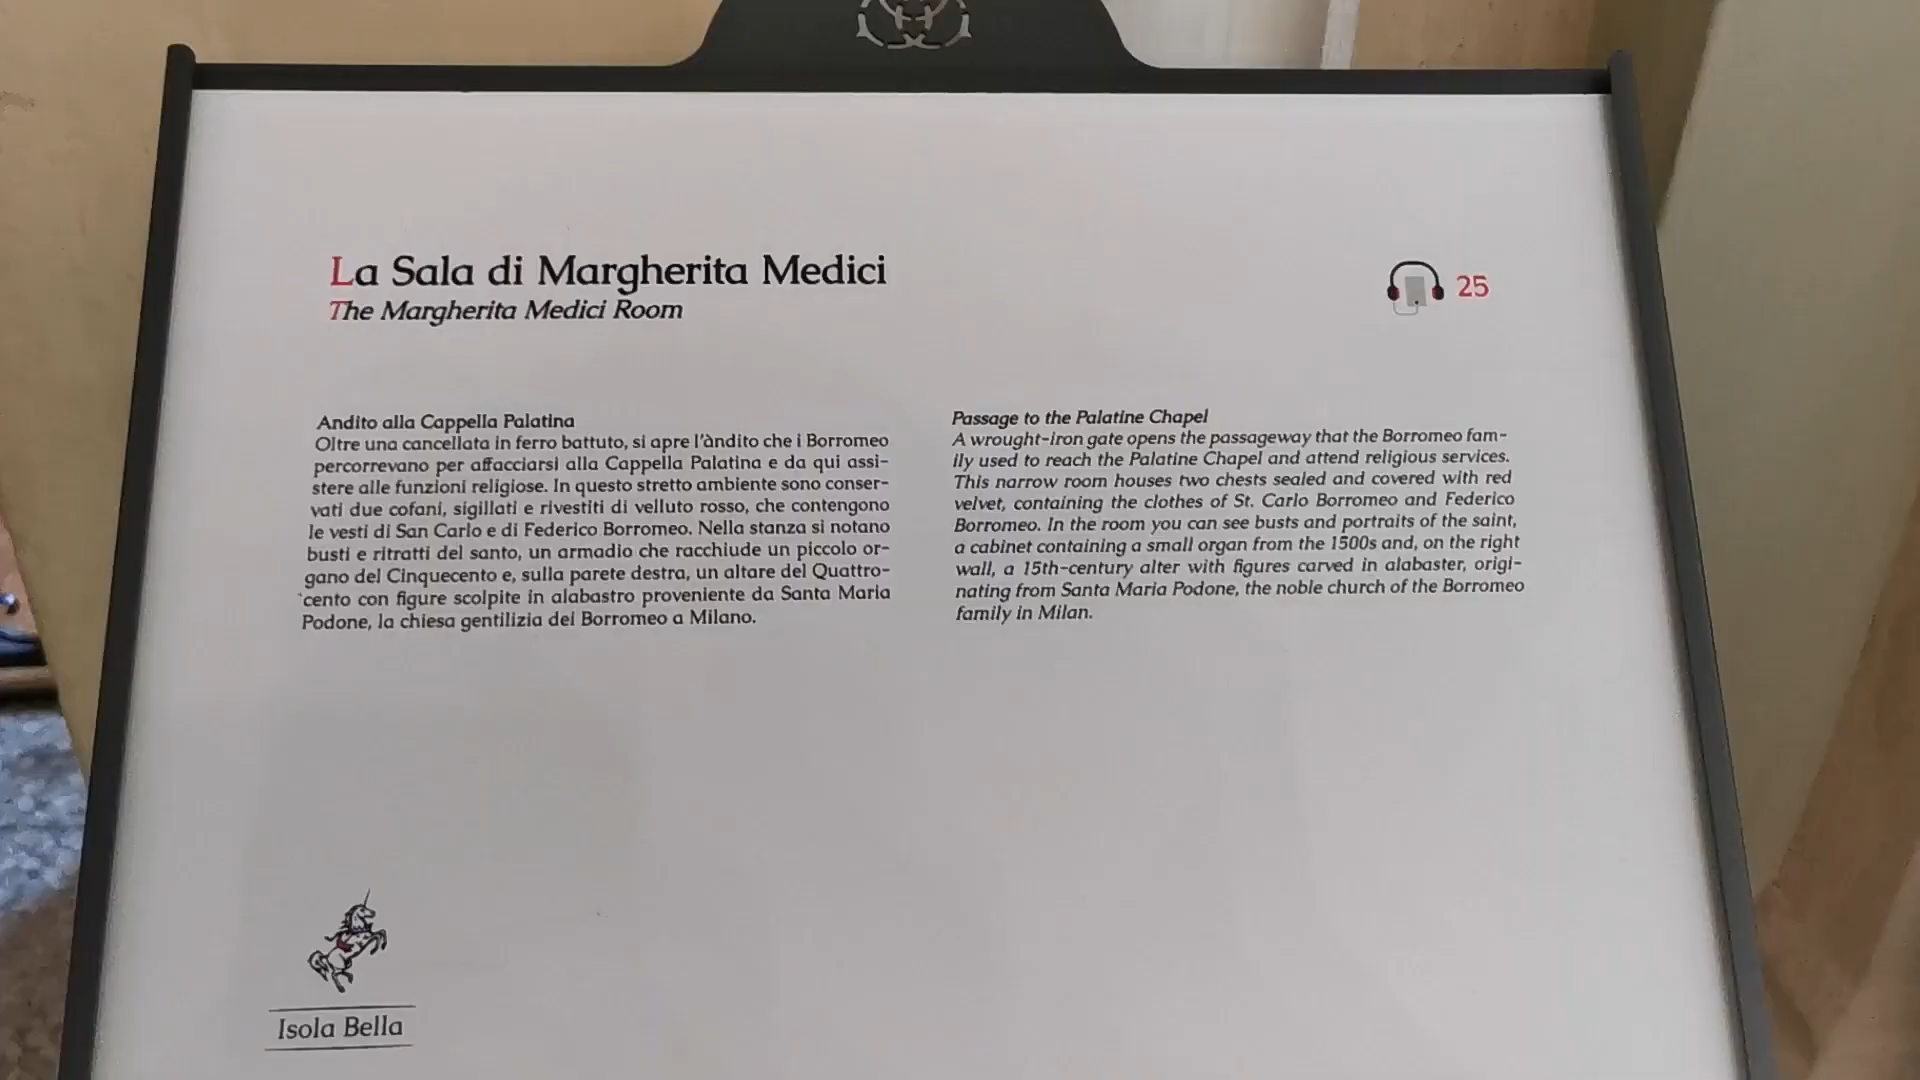 La Sala di Margherita Medici
The Margherita Medici Room
25
Andito alla Cappella Palatina
Oltre una cancellata in ferro battuto, si apre l'àndito che i Borromeo
percorrevano per affacciarsi alla Cappella Palatina e da qui assi-
stere alle funzioni religiose. In questo stretto ambiente sono conser-
vati due cofani, sigillati e rivestiti di velluto rosso, che contengono
le vesti di San Carlo e di Federico Borromeo. Nella stanza si notano
busti e ritratti del santo, un armadio che racchiude un piccolo or-
gano del Cinquecento e, sulla parete destra, un altare del Quattro-
cento con figure scolpite in alabastro proveniente da Santa Maria
Podone, la chiesa gentilizia dei Borromeo a Milano.
Passage to the Palatine Chapel
A wrought-iron gate opens the passageway that the Borromeo fam-
ily used to reach the Palatine Chapel and attend religious services.
This narrow room houses two chests sealed and covered with red
velvet, containing the clothes of St. Carlo Borromeo and Federico
Borromeo. In the room you can see busts and portraits of the saint,
a cabinet containing a small organ from the 1500s and, on the right
wall, a 15th-century alter with figures carved in alabaster, origi-
nating from Santa Maria Podone, the noble church of the Borromeo
family in Milan.
Isola Bella